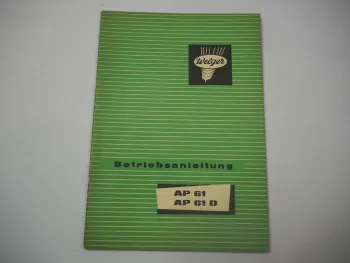 Welger
Betriebsanleitung
AP 61
AP 61 D